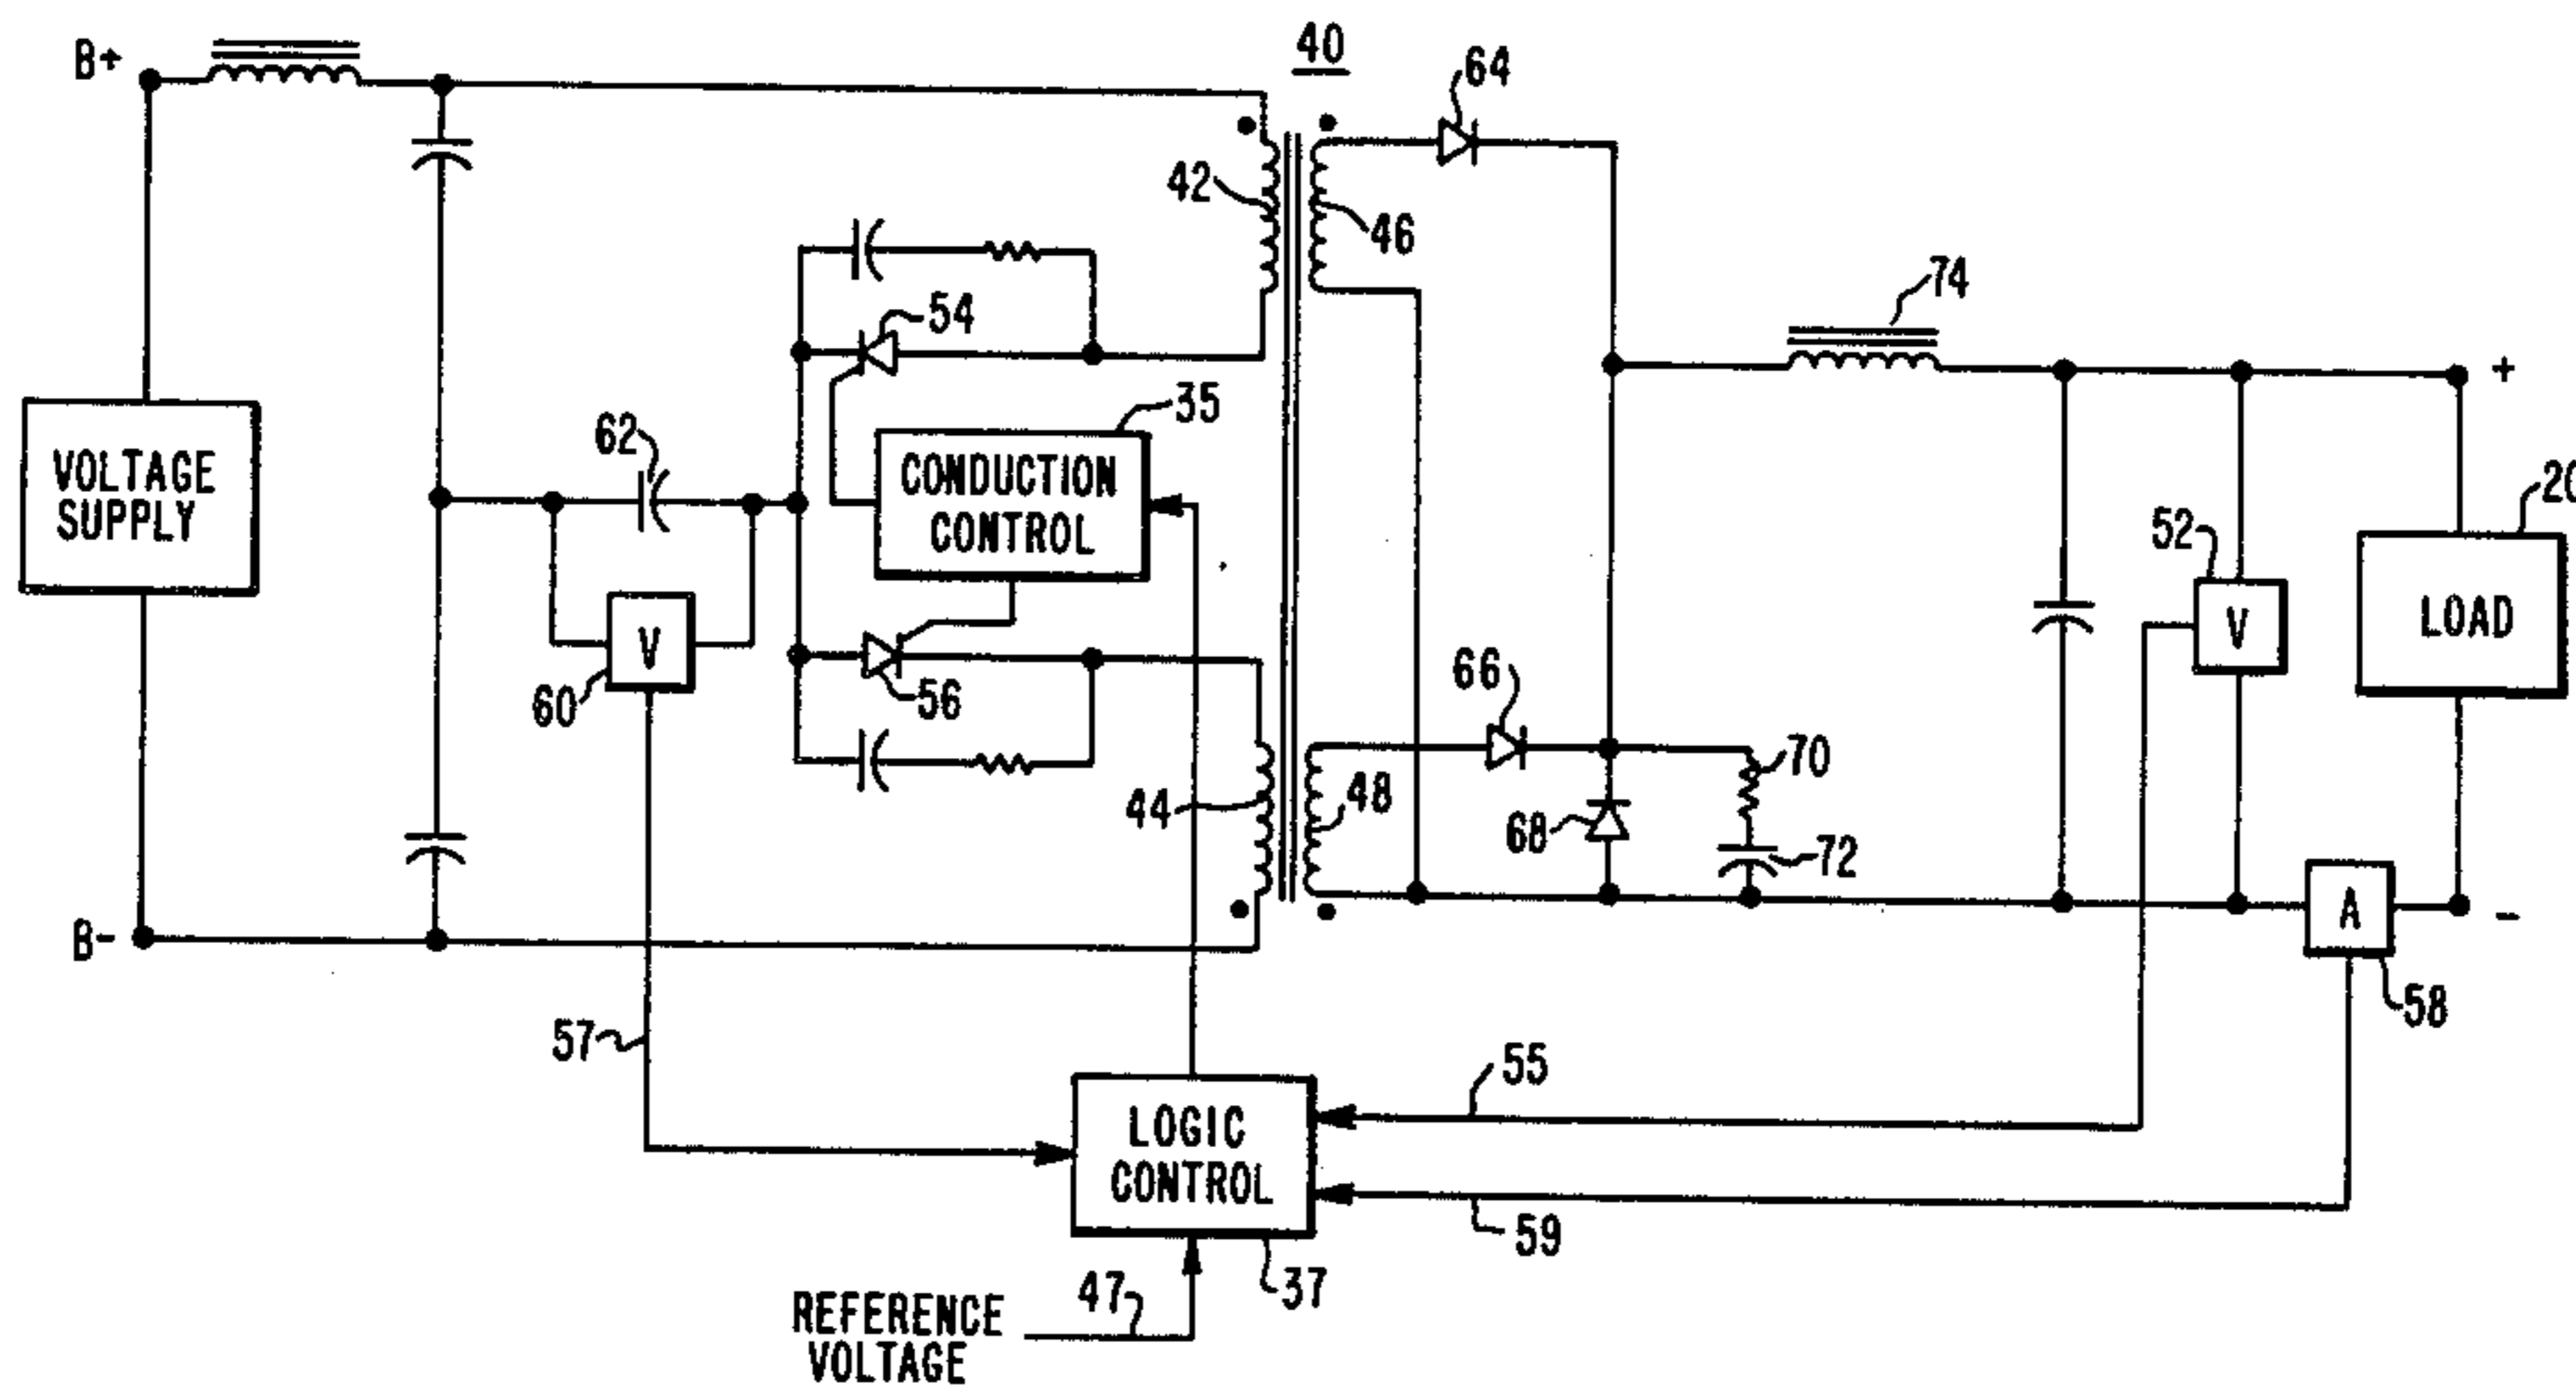 40
B+
64
42
46
74
54
35
+
62
CONDUCTION
CONTROL
VOLTAGE
SUPPLY
20
52
V
LOAD
V
60
56
66
70
44
48
68
72
B-
A
-
58
57
55
LOGIC
CONTROL
59
37
47
REFERENCE
VOLTAGE